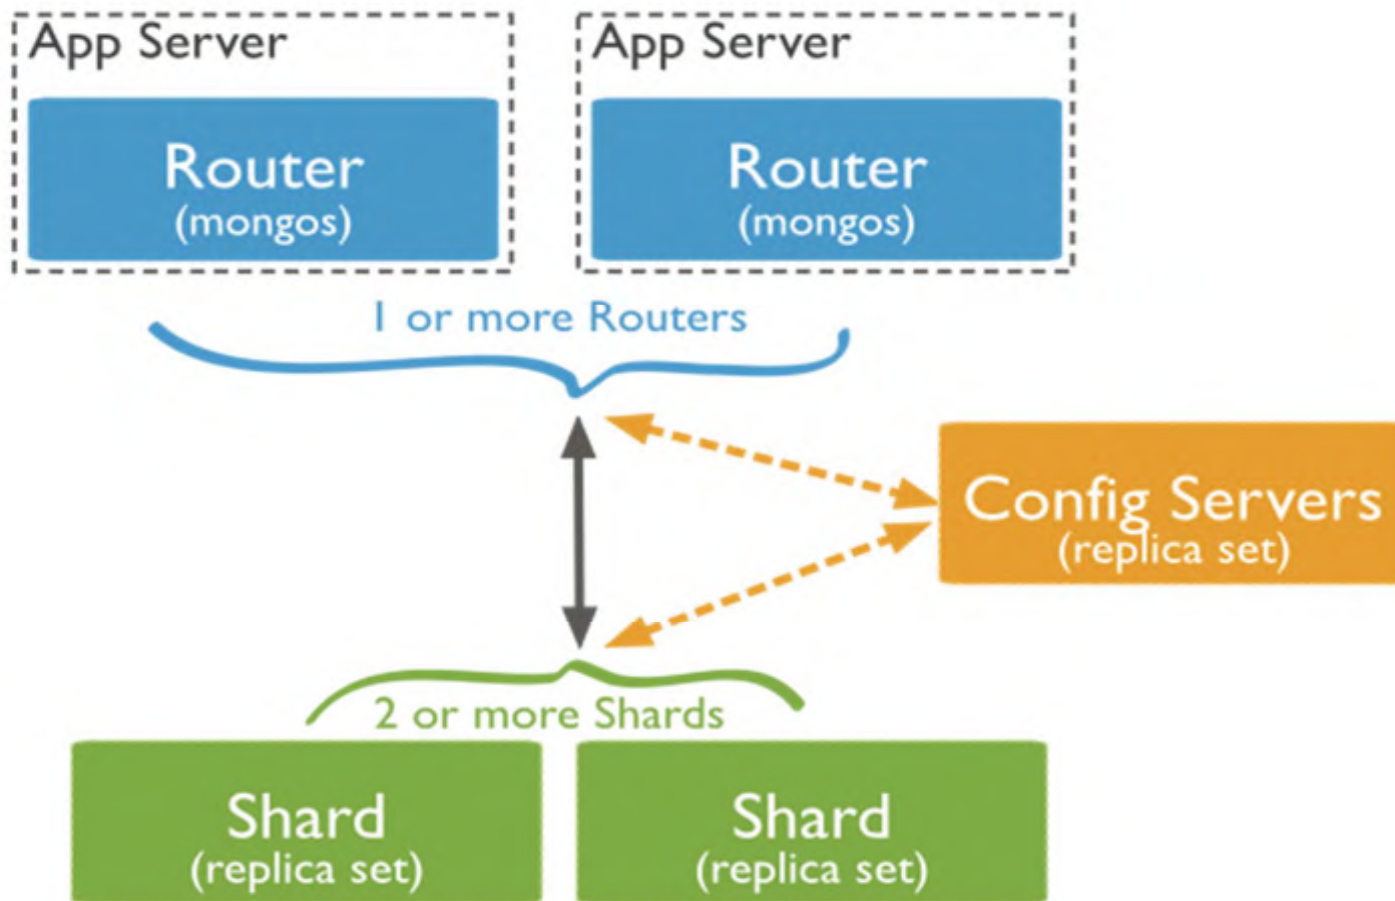 App Server
App Server
Router
(mongos)
Router
(mongos)
1 or more Routers
Config Servers
(replica set)
2 or more Shards
Shard
(replica set)
Shard
(replica set)